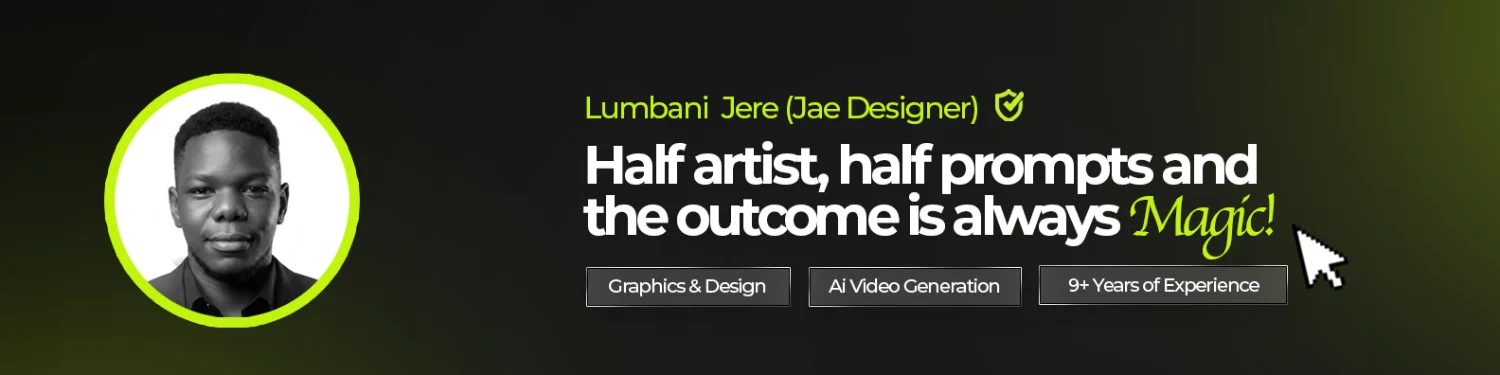 Lumbani Jere (Jae Designer)
Half artist, half prompts and
the outcome is always Magic!
Graphics & Design
Ai Video Generation
9+ Years of Experience